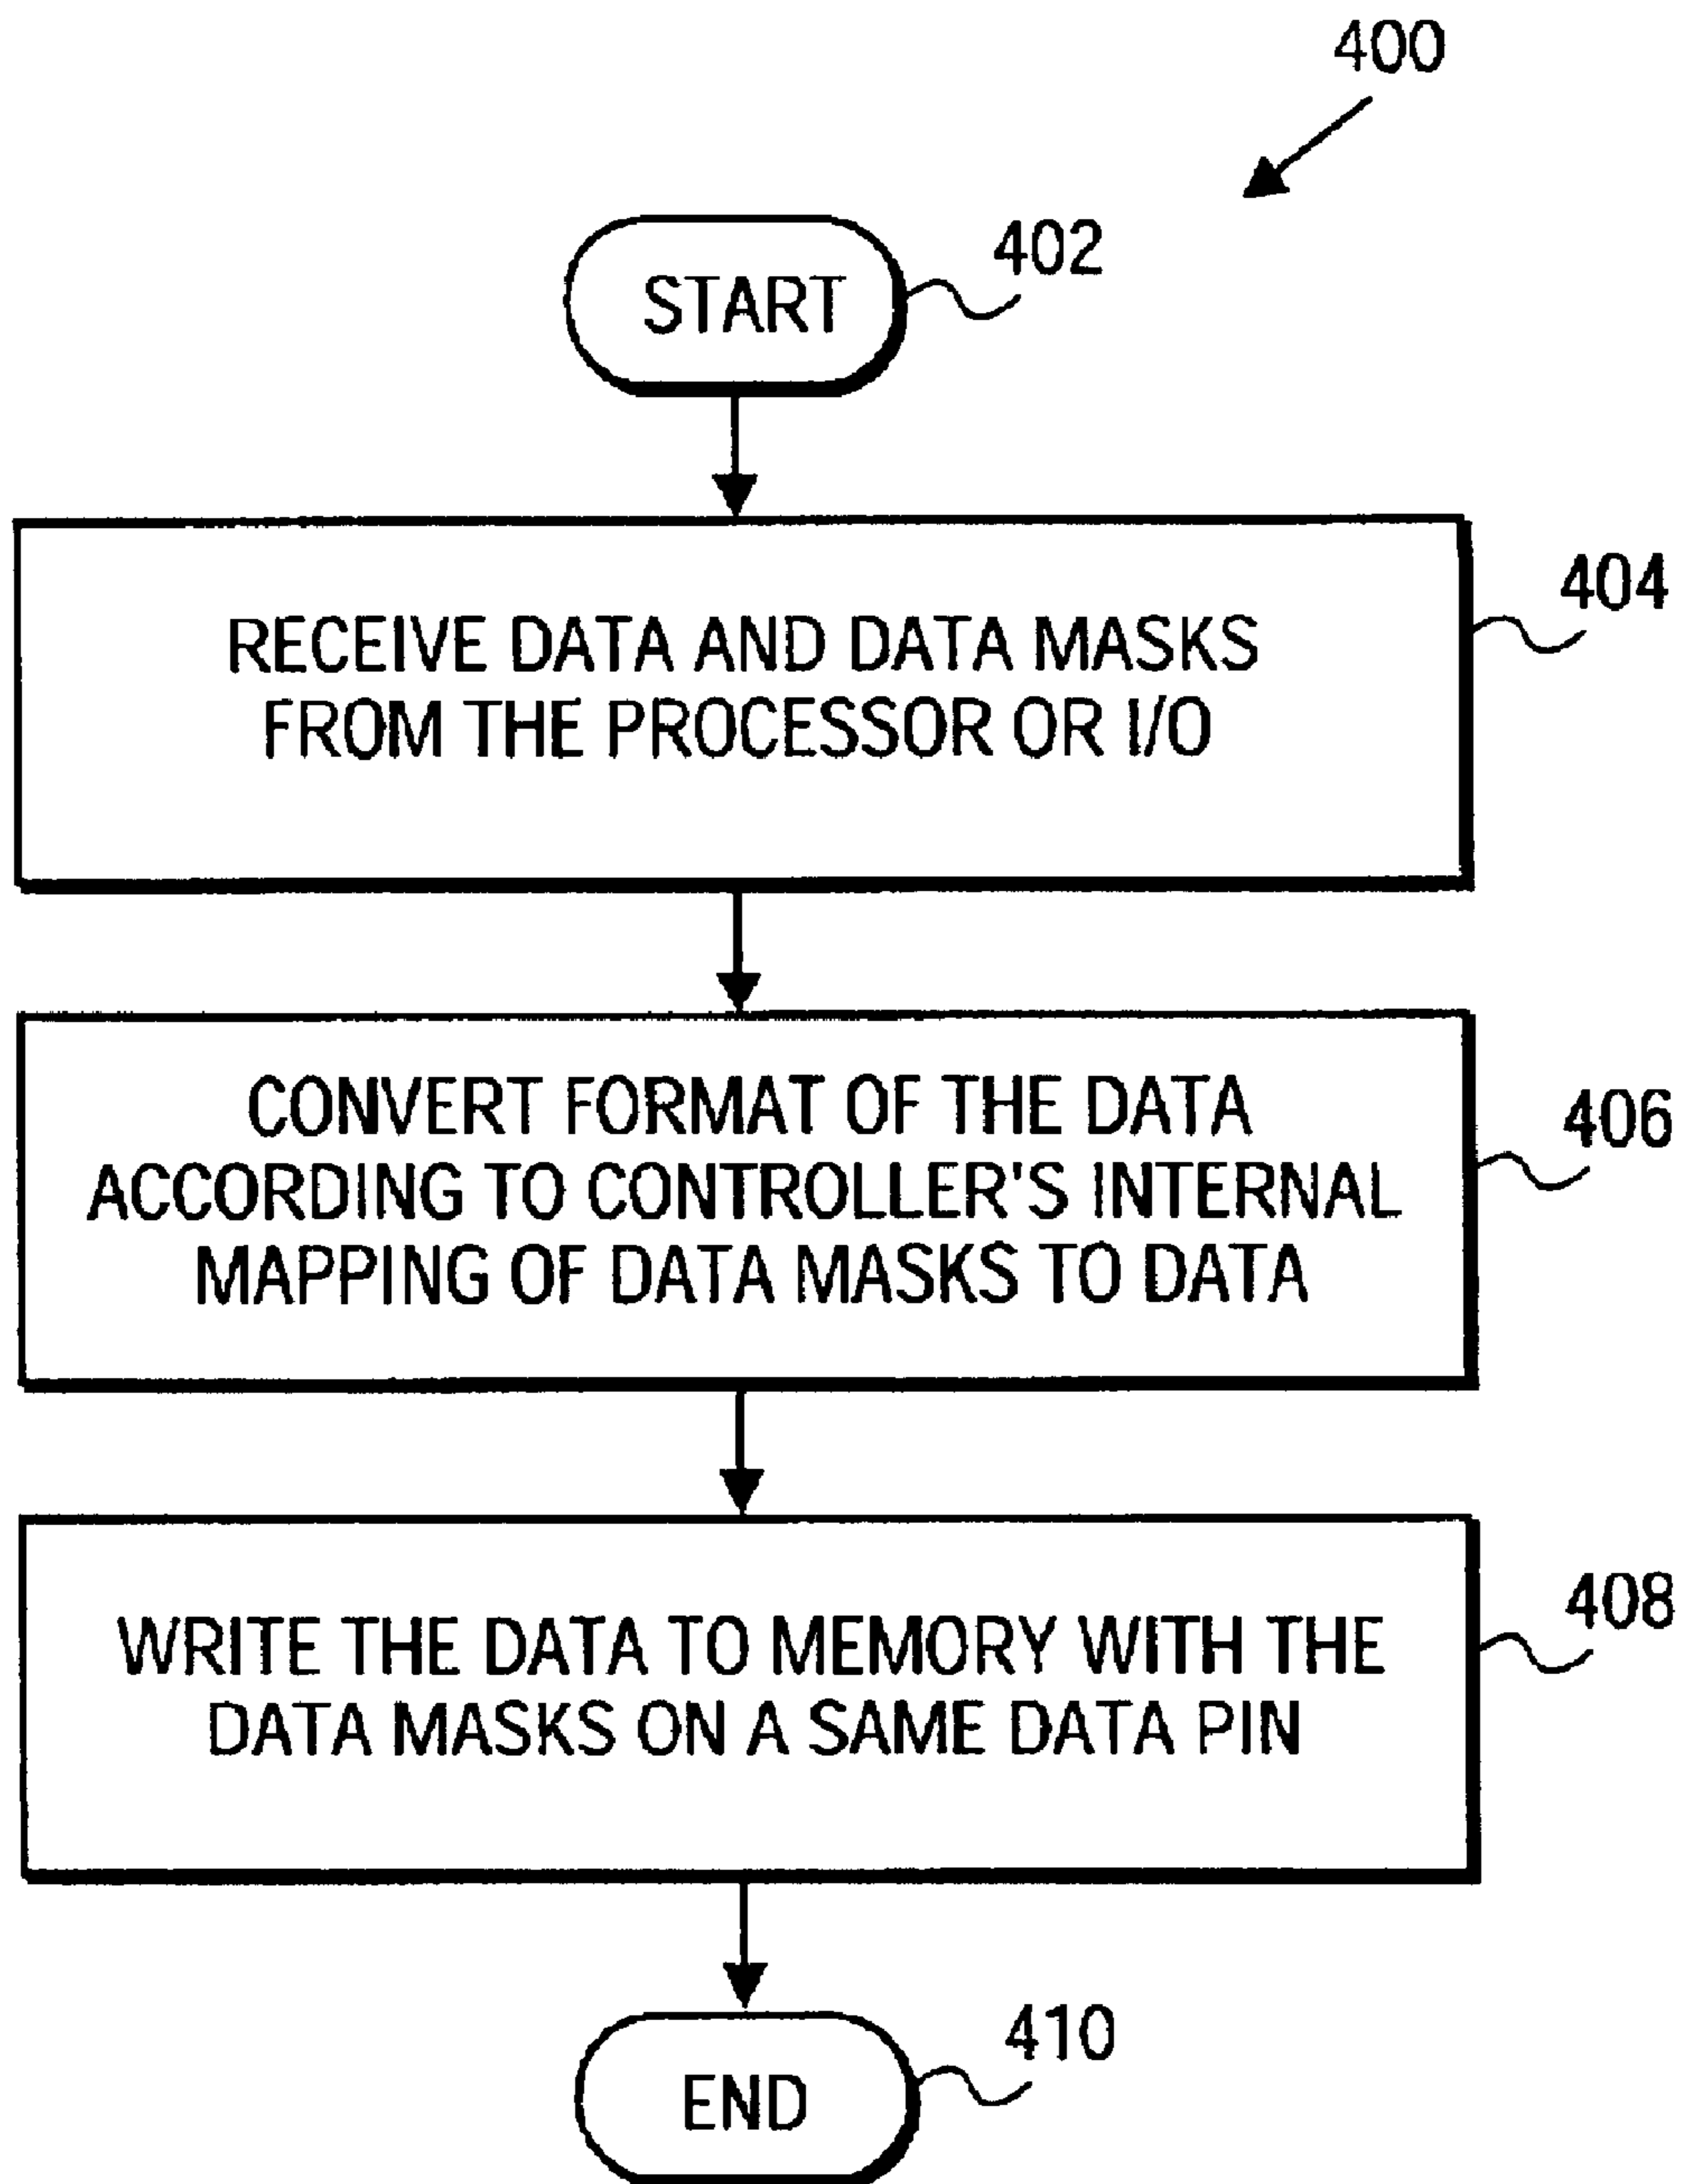 400
START
402
RECEIVE DATA AND DATA MASKS
FROM THE PROCESSOR OR I/O
404
CONVERT FORMAT OF THE DATA
ACCORDING TO CONTROLLER'S INTERNAL
MAPPING OF DATA MASKS TO DATA
406
WRITE THE DATA TO MEMORY WITH THE
DATA MASKS ON A SAME DATA PIN
408
END
410